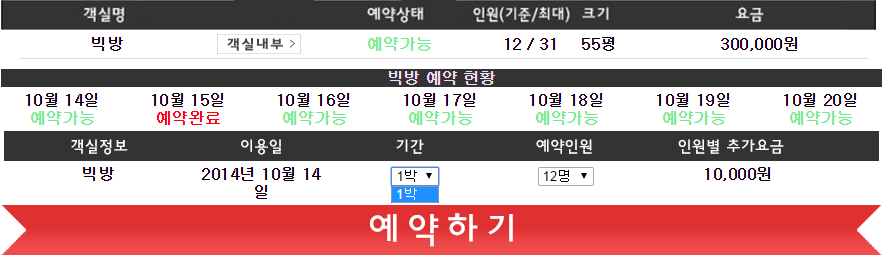 객실명 예약상태 인원(기준/최대) 크기 요금
빅방 객실내부 > 예약가능 12 / 31 55평 300,000원
빅방 예약 현황
10월 14일 10월 15일 10월 16일 10월 17일 10월 18일 10월 19일 10월 20일
예약가능 예약완료 예약가능 예약가능 예약가능 예약가능 예약가능
객실정보 이용일 기간 예약인원 인원별 추가요금
빅방 2014년 10월 14일 1박 12명 10,000원
1박
예약하기